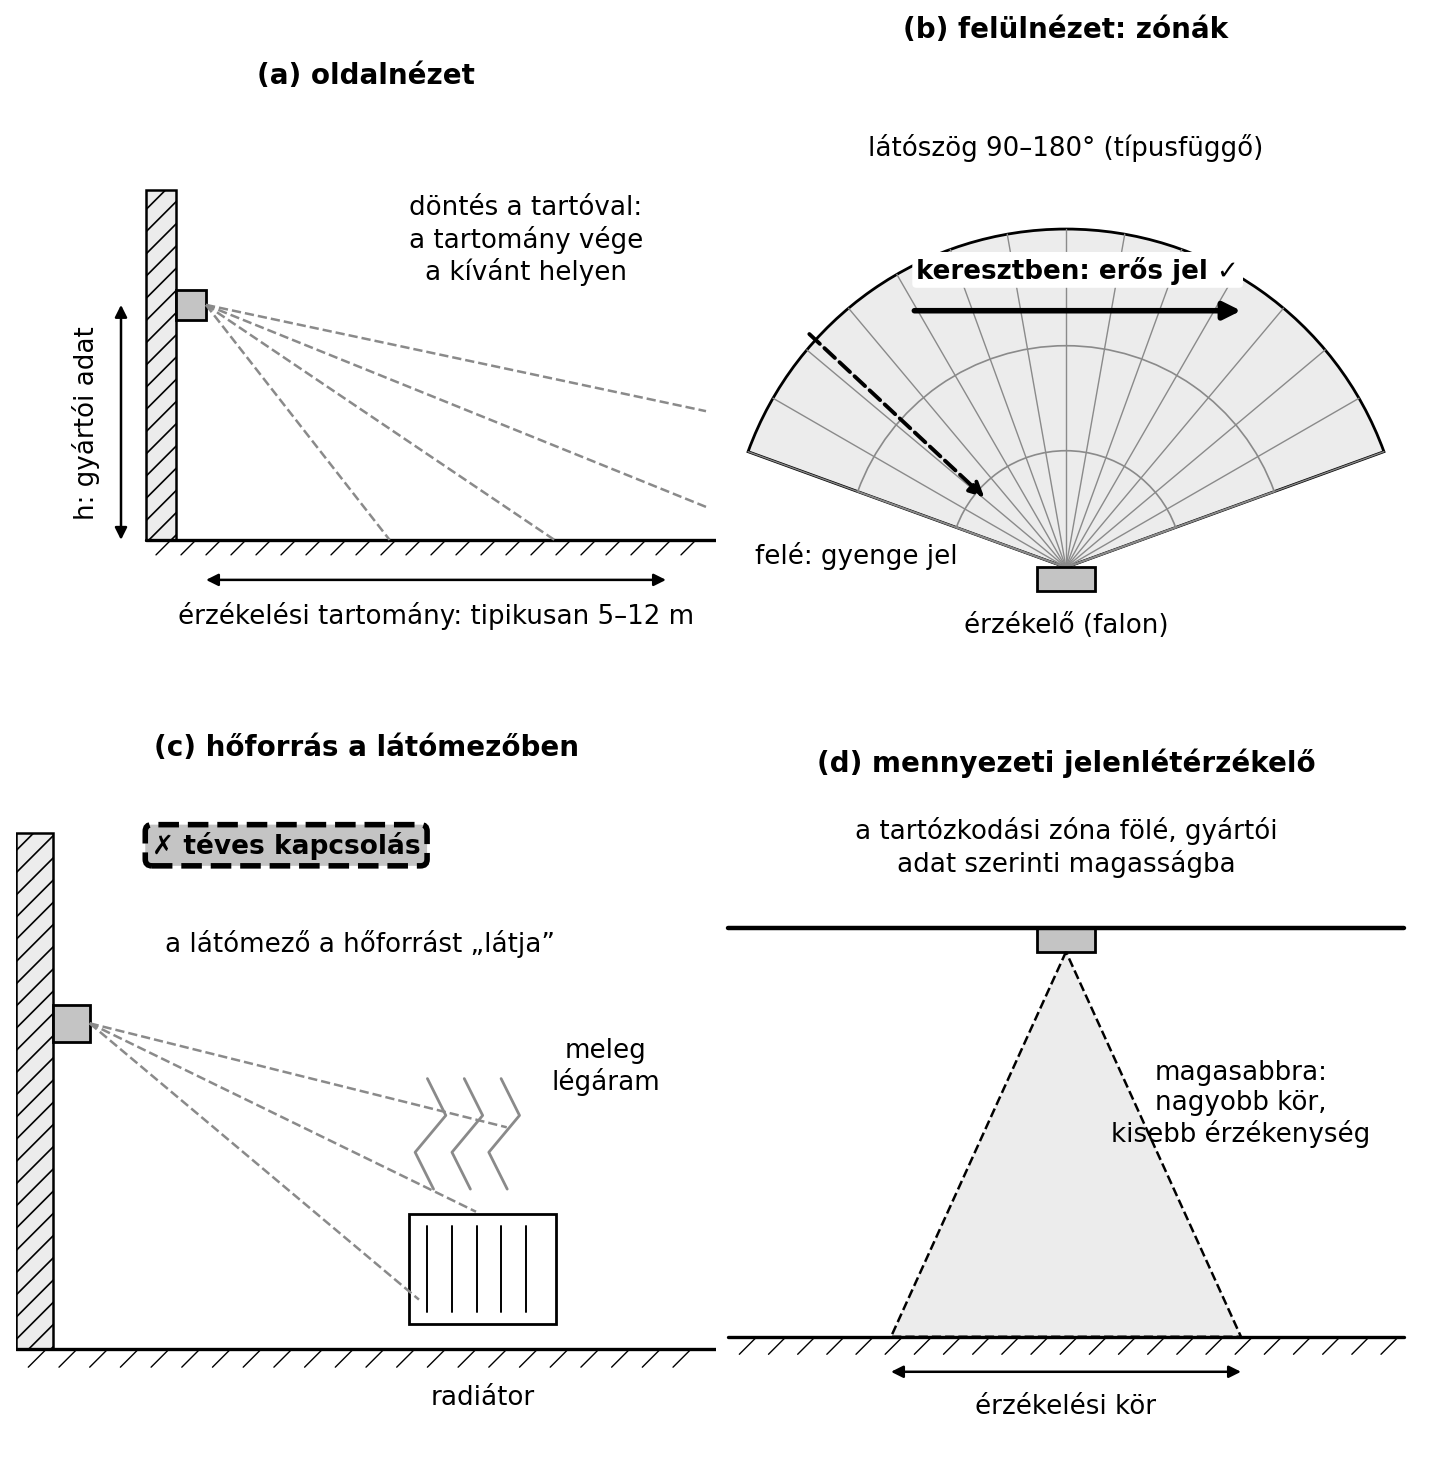 (a) oldalnézet
döntés a tartóval:
a tartomány vége
a kívánt helyen
h: gyártói adat
érzékelési tartomány: tipikusan 5–12 m
(b) felülnézet: zónák
látószög 90–180° (típusfüggő)
keresztben: erős jel ✓
felé: gyenge jel
érzékelő (falon)
(c) hőforrás a látómezőben
✗ téves kapcsolás
a látómező a hőforrást „látja”
meleg
légáram
radiátor
(d) mennyezeti jelenlétérzékelő
a tartózkodási zóna fölé, gyártói
adat szerinti magasságba
magasabbra:
nagyobb kör,
kisebb érzékenység
érzékelési kör